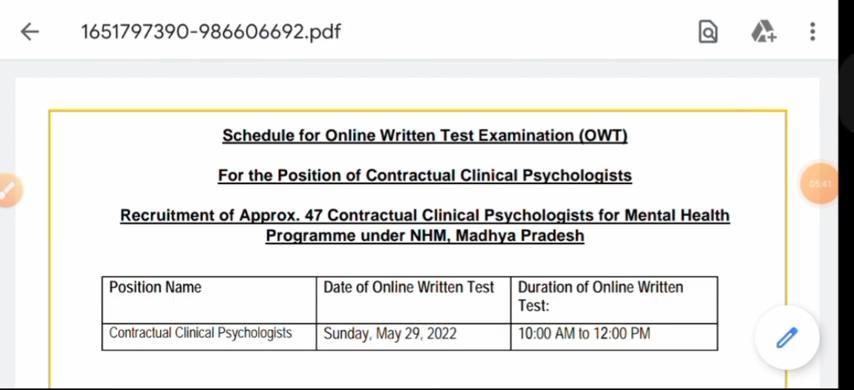 1651797390-986606692.pdf
Schedule for Online Written Test Examination (OWT)
For the Position of Contractual Clinical Psychologists
Recruitment of Approx. 47 Contractual Clinical Psychologists for Mental Health
Programme under NHM, Madhya Pradesh
05:41
Position Name
Date of Online Written Test
Duration of Online Written
Test:
Contractual Clinical Psychologists
Sunday, May 29, 2022
10:00 AM to 12:00 PM